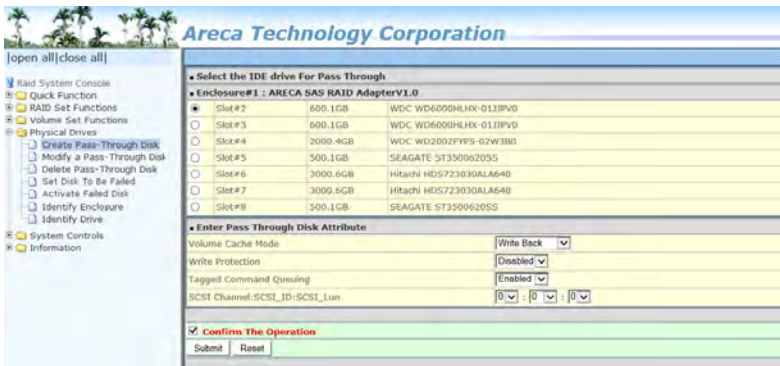 Areca Technology Corporation
|open all|close all|
Raid System Console
Quick Function
RAID Set Functions
Volume Set Functions
Physical Drives
Create Pass-Through Disk
Modify a Pass-Through Disk
Delete Pass-Through Disk
Set Disk To Be Failed
Activate Failed Disk
Identify Enclosure
Identify Drive
System Controls
Information
Select the IDE drive For Pass Through
Enclosure#1 : ARECA SAS RAID AdapterV1.0
Slot#2 600.1GB WDC WD6000HLHX-01JJPV0
Slot#3 600.1GB WDC WD6000HLHX-01JJPV0
Slot#4 2000.4GB WDC WD2002FYPS-02W3B0
Slot#5 500.1GB SEAGATE ST3500620SS
Slot#6 3000.6GB Hitachi HDS723030ALA640
Slot#7 3000.6GB Hitachi HDS723030ALA640
Slot#8 500.1GB SEAGATE ST3500620SS
Enter Pass Through Disk Attribute
Volume Cache Mode Write Back
Write Protection Disabled
Tagged Command Queuing Enabled
SCSI Channel:SCSI_ID:SCSI_Lun 0 : 0 : 0
Confirm The Operation
Submit Reset